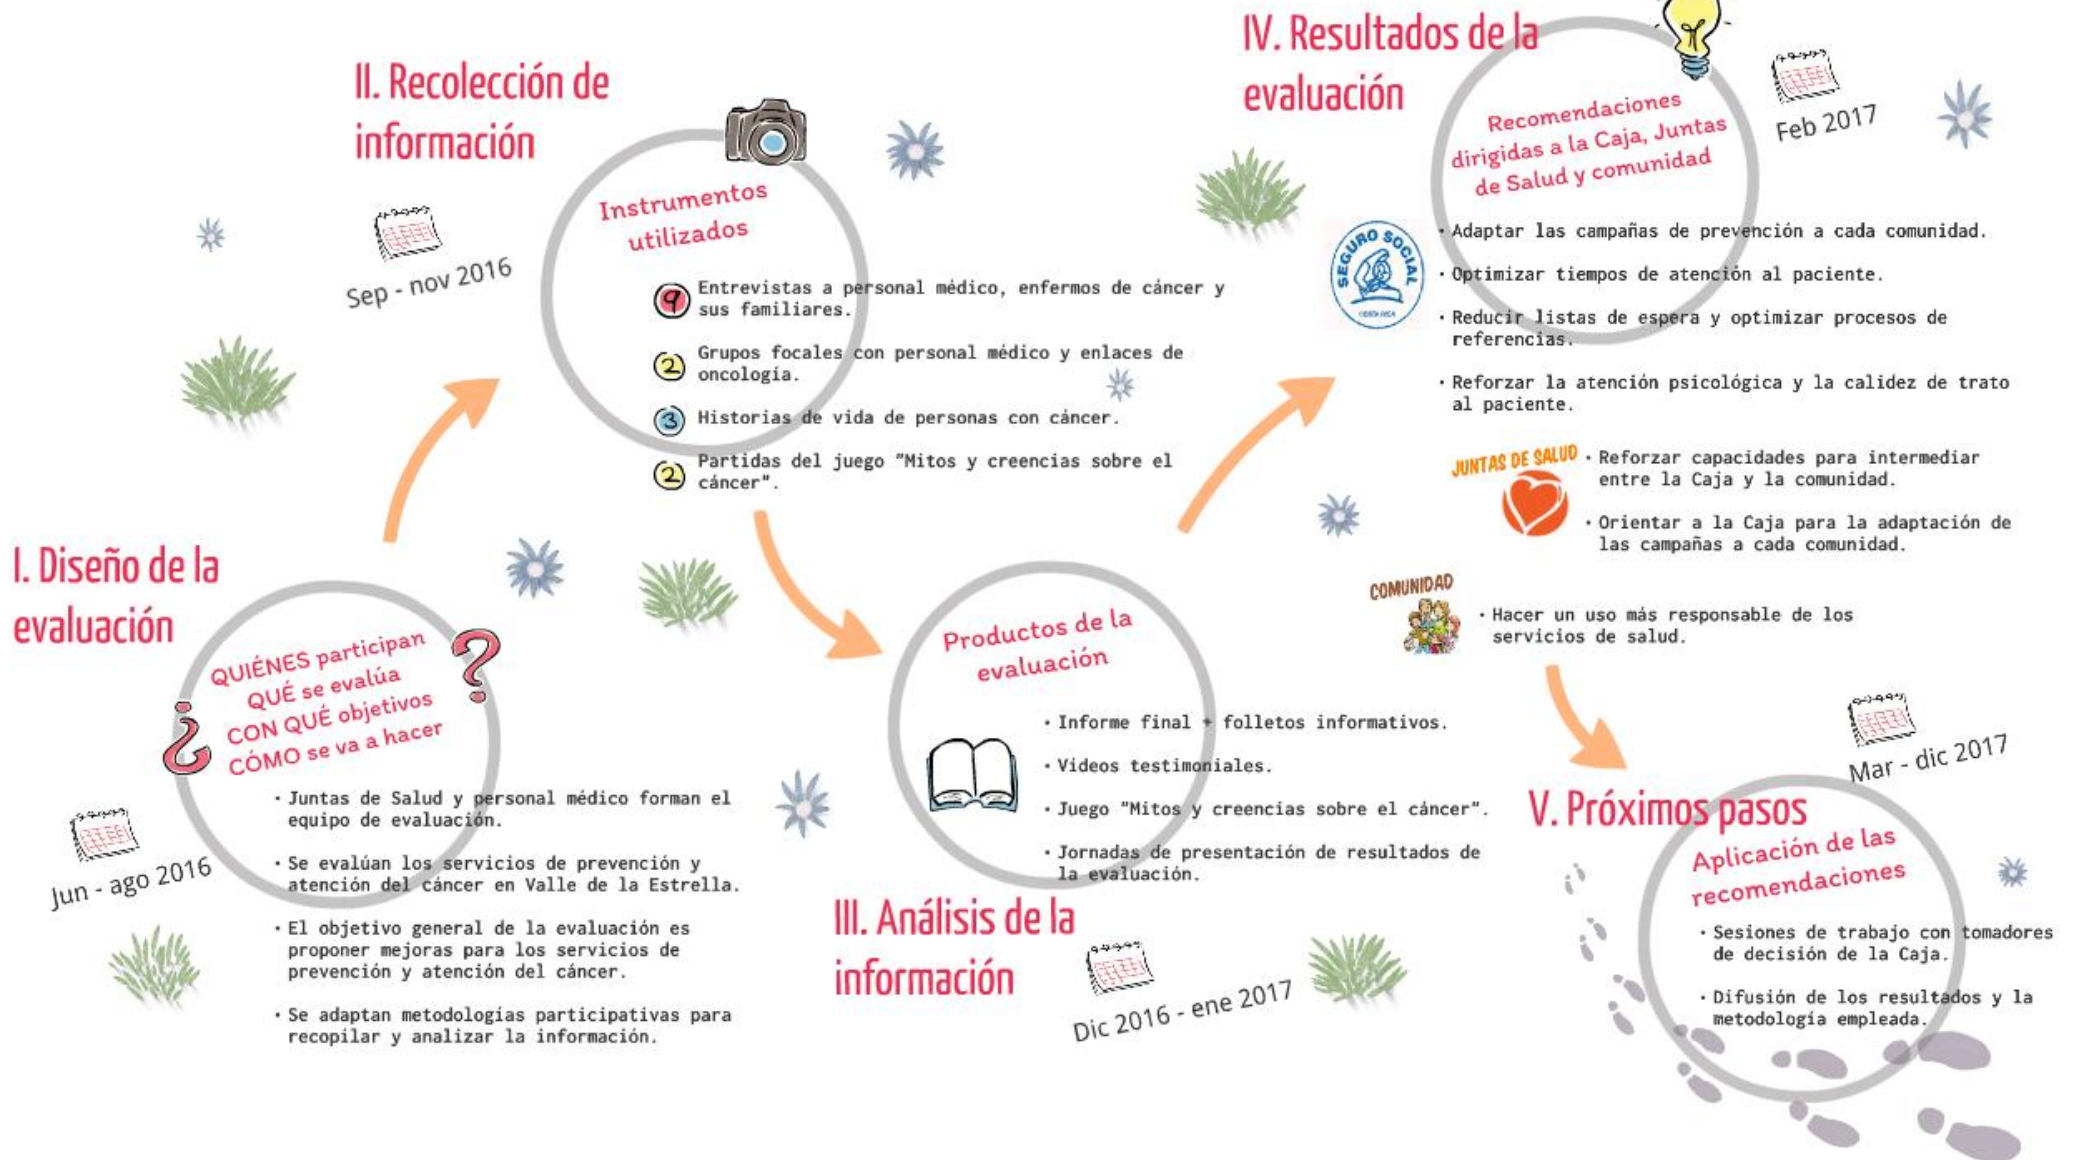 I. Diseño de la
evaluación
QUIÉNES participan
QUÉ se evalúa
CON QUÉ objetivos
CÓMO se va a hacer
¿
?
Jun - ago 2016
· Juntas de Salud y personal médico forman el
equipo de evaluación.
· Se evalúan los servicios de prevención y
atención del cáncer en Valle de la Estrella.
· El objetivo general de la evaluación es
proponer mejoras para los servicios de
prevención y atención del cáncer.
· Se adaptan metodologías participativas para
recopilar y analizar la información.
II. Recolección de
información
Sep - nov 2016
Instrumentos
utilizados
9 Entrevistas a personal médico, enfermos de cáncer y
sus familiares.
2 Grupos focales con personal médico y enlaces de
oncología.
3 Historias de vida de personas con cáncer.
2 Partidas del juego "Mitos y creencias sobre el
cáncer".
Productos de la
evaluación
· Informe final + folletos informativos.
· Videos testimoniales.
· Juego "Mitos y creencias sobre el cáncer".
· Jornadas de presentación de resultados de
la evaluación.
III. Análisis de la
información
Dic 2016 - ene 2017
IV. Resultados de la
evaluación
Feb 2017
Recomendaciones
dirigidas a la Caja, Juntas
de Salud y comunidad
SEGURO SOCIAL
COSTA RICA
· Adaptar las campañas de prevención a cada comunidad.
· Optimizar tiempos de atención al paciente.
· Reducir listas de espera y optimizar procesos de
referencias.
· Reforzar la atención psicológica y la calidez de trato
al paciente.
JUNTAS DE SALUD
· Reforzar capacidades para intermediar
entre la Caja y la comunidad.
· Orientar a la Caja para la adaptación de
las campañas a cada comunidad.
COMUNIDAD
· Hacer un uso más responsable de los
servicios de salud.
Mar - dic 2017
V. Próximos pasos
Aplicación de las
recomendaciones
· Sesiones de trabajo con tomadores
de decisión de la Caja.
· Difusión de los resultados y la
metodología empleada.